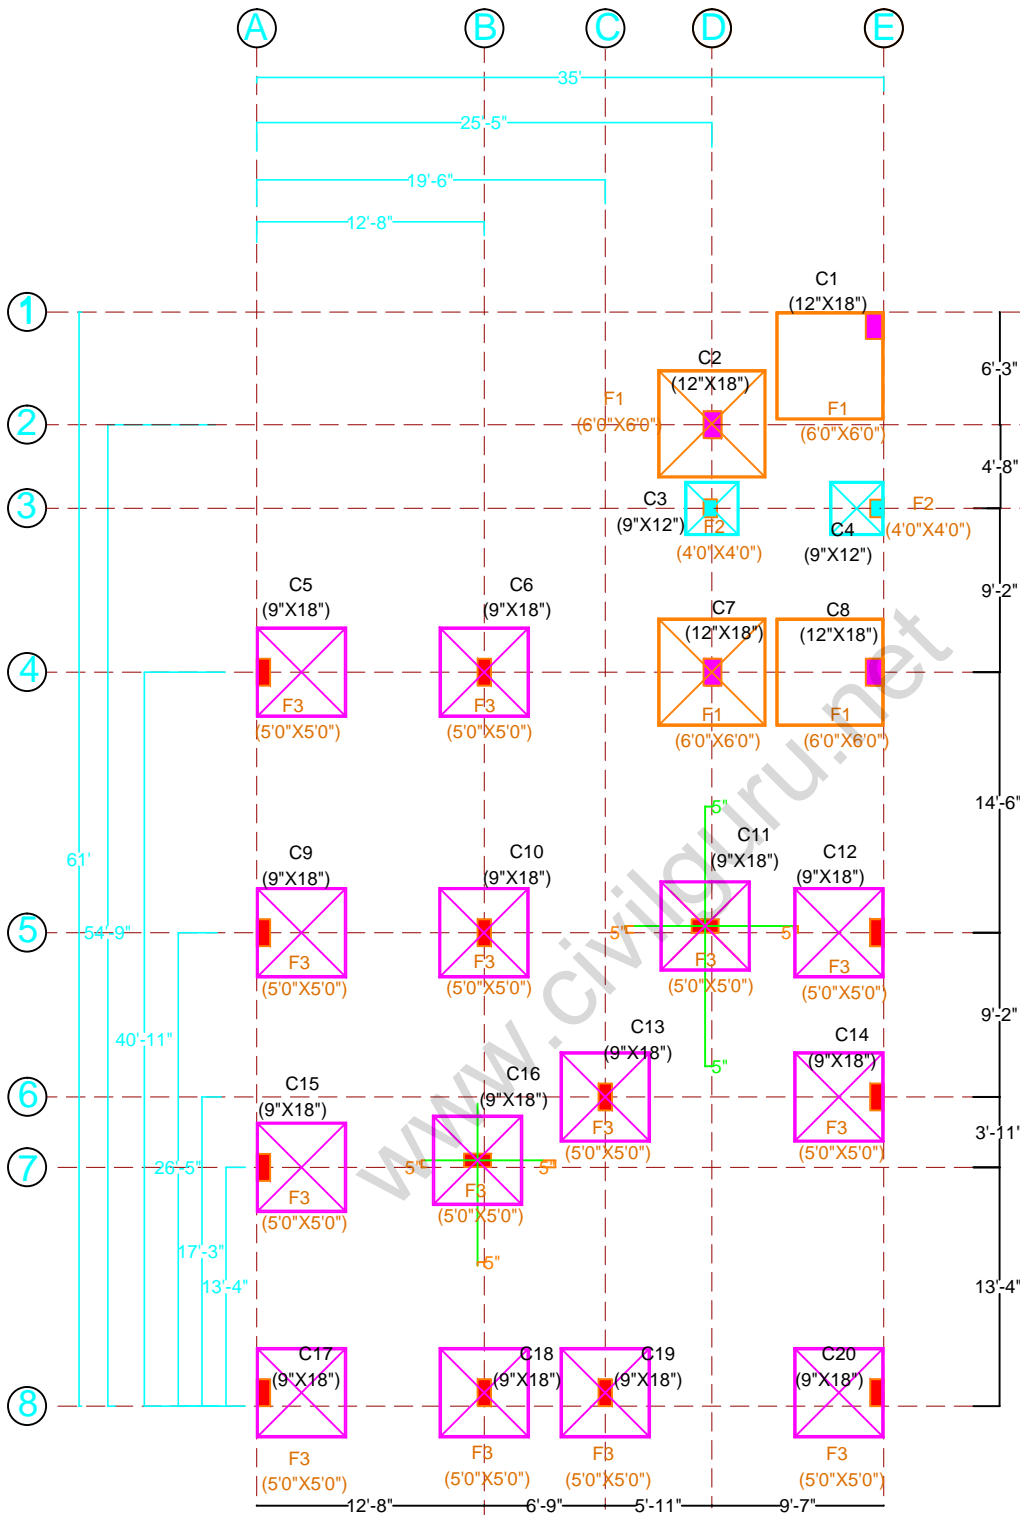 A B C D E
35'
25'-5"
19'-6"
12'-8"
C1
(12"X18")
1
6'-3"
C2
(12"X18")
F1
(6'0"X6'0")
F1
(6'0"X6'0")
2
4'-8"
3
C3
(9"X12")
F2
(4'0"X4'0")
C4
(9"X12")
F2
(4'0"X4'0")
9'-2"
C5
(9"X18")
C6
(9"X18")
C7
(12"X18")
C8
(12"X18")
4
F3
(5'0"X5'0")
F3
(5'0"X5'0")
F1
(6'0"X6'0")
F1
(6'0"X6'0")
14'-6"
5"
61'
C9
(9"X18")
C10
(9"X18")
C11
(9"X18")
C12
(9"X18")
5
54'-9"
5"
5"
F3
(5'0"X5'0")
F3
(5'0"X5'0")
F3
(5'0"X5'0")
F3
(5'0"X5'0")
9'-2"
40'-11"
C13
(9"X18")
C14
(9"X18")
5"
6
C15
(9"X18")
C16
(9"X18")
F3
(5'0"X5'0")
F3
(5'0"X5'0")
3'-11"
7
26'-5"
5"
5"
F3
(5'0"X5'0")
F3
(5'0"X5'0")
17'-3"
5"
13'-4"
13'-4"
C17
(9"X18")
C18
(9"X18")
C19
(9"X18")
C20
(9"X18")
8
F3
(5'0"X5'0")
F3
(5'0"X5'0")
F3
(5'0"X5'0")
F3
(5'0"X5'0")
12'-8" 6'-9" 5'-11" 9'-7"
www.civilguru.net